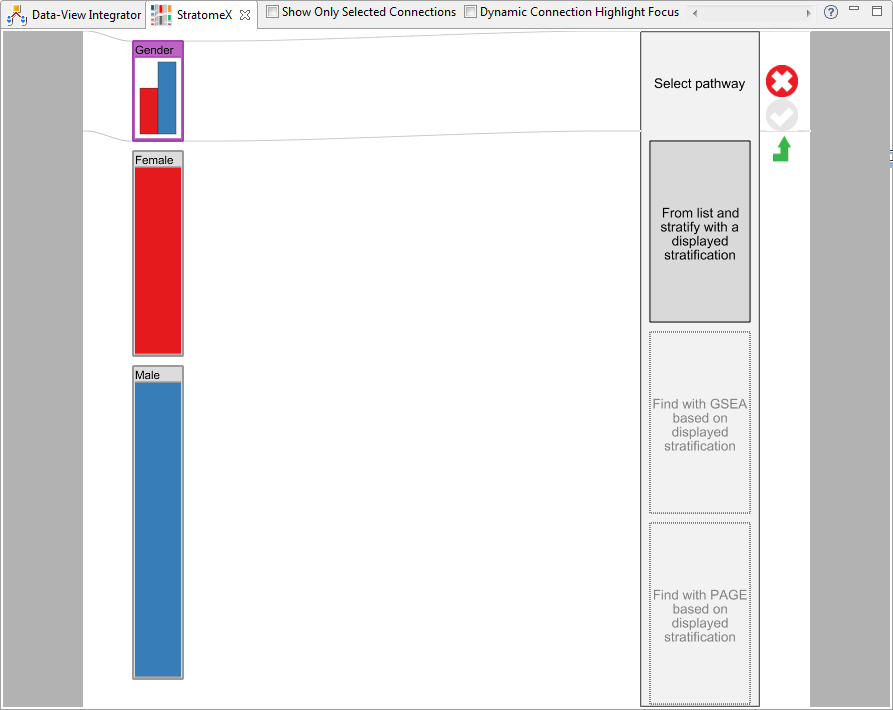 Data-View Integrator
StratomeX
Show Only Selected Connections
Dynamic Connection Highlight Focus
?
Gender
Female
Male
Select pathway
From list and
stratify with a
displayed
stratification
Find with GSEA
based on
displayed
stratification
Find with PAGE
based on
displayed
stratification